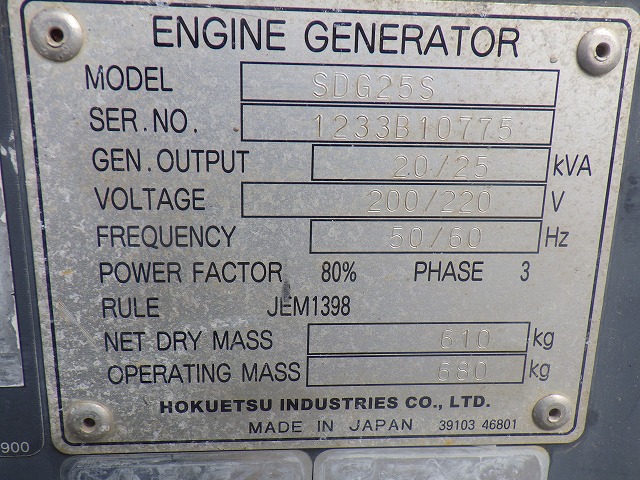 ENGINE GENERATOR
MODEL SDG25S
SER.NO. 1233B10775
GEN.OUTPUT 20/25 kVA
VOLTAGE 200/220 V
FREQUENCY 50/60 Hz
POWER FACTOR 80% PHASE 3
RULE JEM1398
NET DRY MASS 610 kg
OPERATING MASS 680 kg
HOKUETSU INDUSTRIES CO., LTD.
MADE IN JAPAN 39103 46801
900